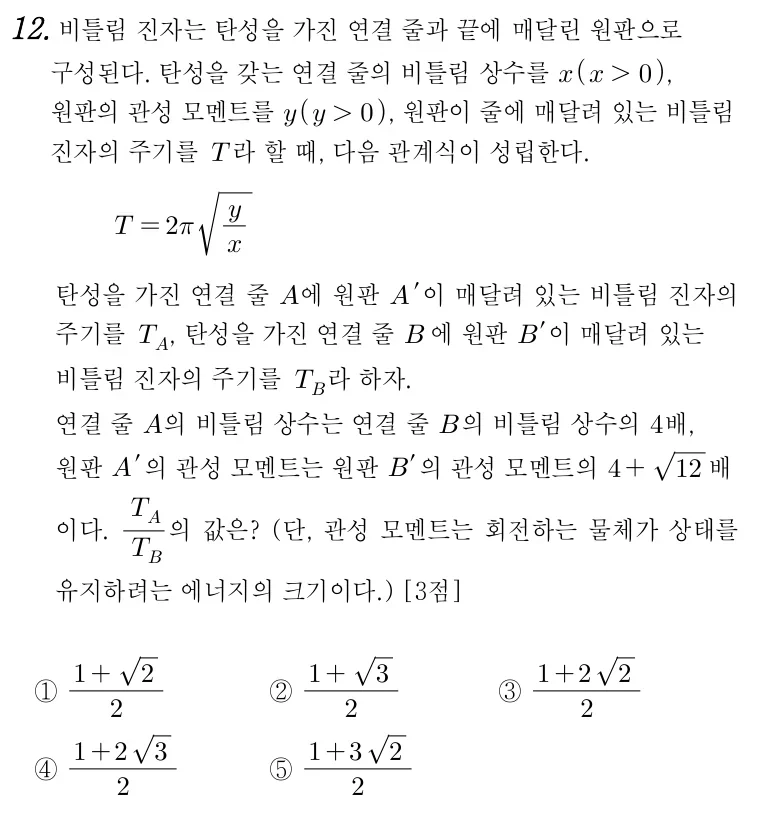 12. 비틀림 진자는 탄성을 가진 연결 줄과 끝에 매달린 원판으로
구성된다. 탄성을 갖는 연결 줄의 비틀림 상수를 x(x>0),
원판의 관성 모멘트를 y(y>0), 원판이 줄에 매달려 있는 비틀림
진자의 주기를 T라 할 때, 다음 관계식이 성립한다.
T=2π√(y/x)
탄성을 가진 연결 줄 A에 원판 A′이 매달려 있는 비틀림 진자의
주기를 T_A, 탄성을 가진 연결 줄 B에 원판 B′이 매달려 있는
비틀림 진자의 주기를 T_B라 하자.
연결 줄 A의 비틀림 상수는 연결 줄 B의 비틀림 상수의 4배,
원판 A′의 관성 모멘트는 원판 B′의 관성 모멘트의 4+√12배
이다. T_A/T_B의 값은? (단, 관성 모멘트는 회전하는 물체가 상태를
유지하려는 에너지의 크기이다.) [3점]
① (1+√2)/2 ② (1+√3)/2 ③ (1+2√2)/2
④ (1+2√3)/2 ⑤ (1+3√2)/2